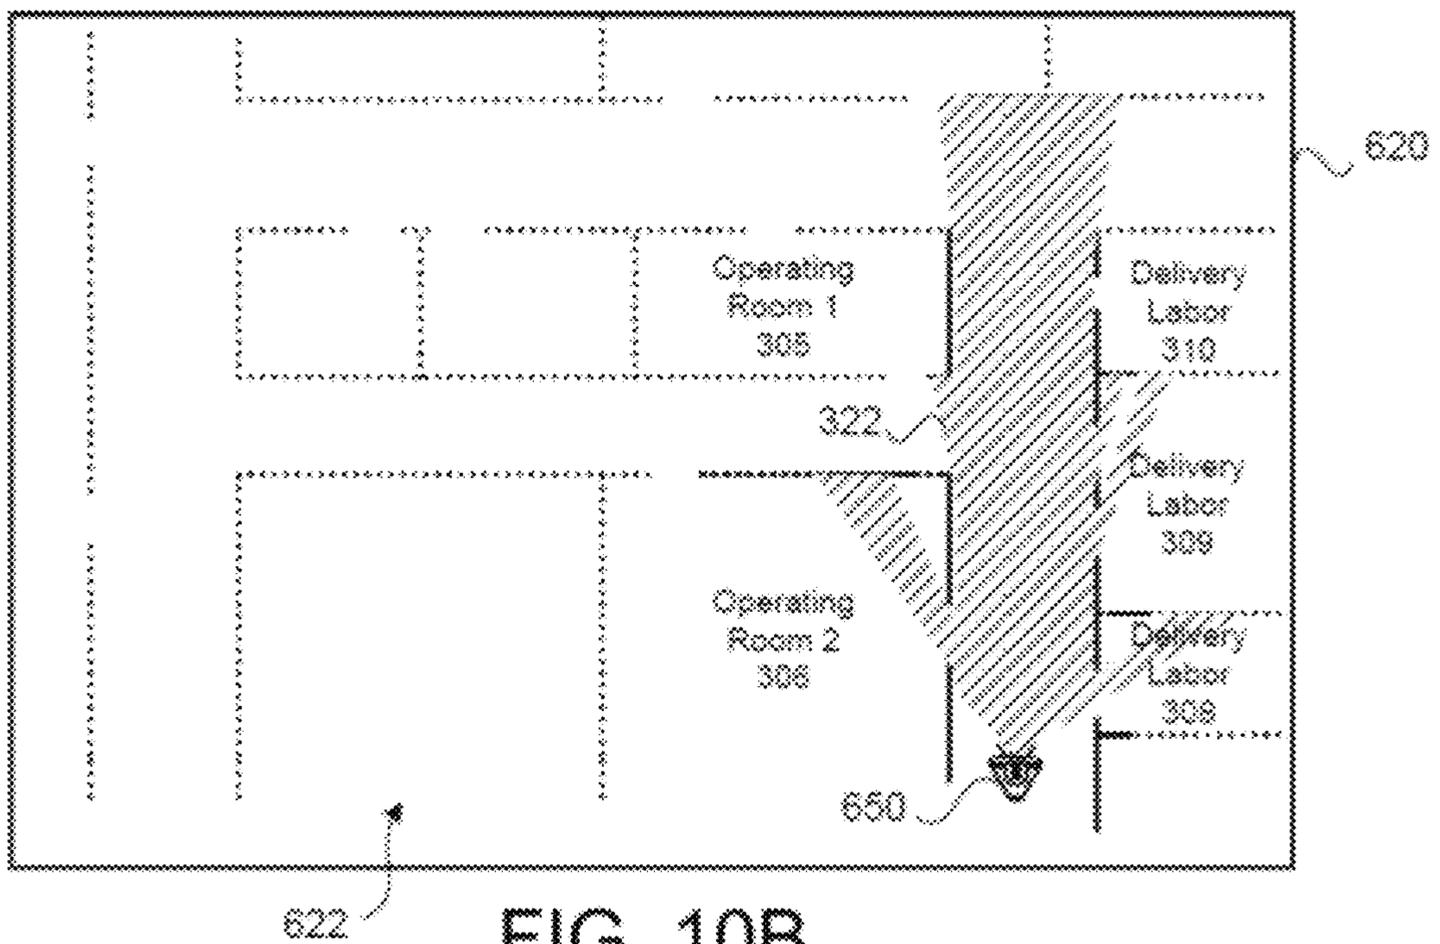 620
Operating
Room 1
305
Delivery
Labor
310
322
Delivery
Labor
309
Operating
Room 2
306
Delivery
Labor
308
650
622
FIG. 10B